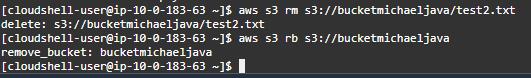 [cloudshell-user@ip-10-0-183-63 ~]$ aws s3 rm s3://bucketmichaeljava/test2.txt
delete: s3://bucketmichaeljava/test2.txt
[cloudshell-user@ip-10-0-183-63 ~]$ aws s3 rb s3://bucketmichaeljava
remove_bucket: bucketmichaeljava
[cloudshell-user@ip-10-0-183-63 ~]$